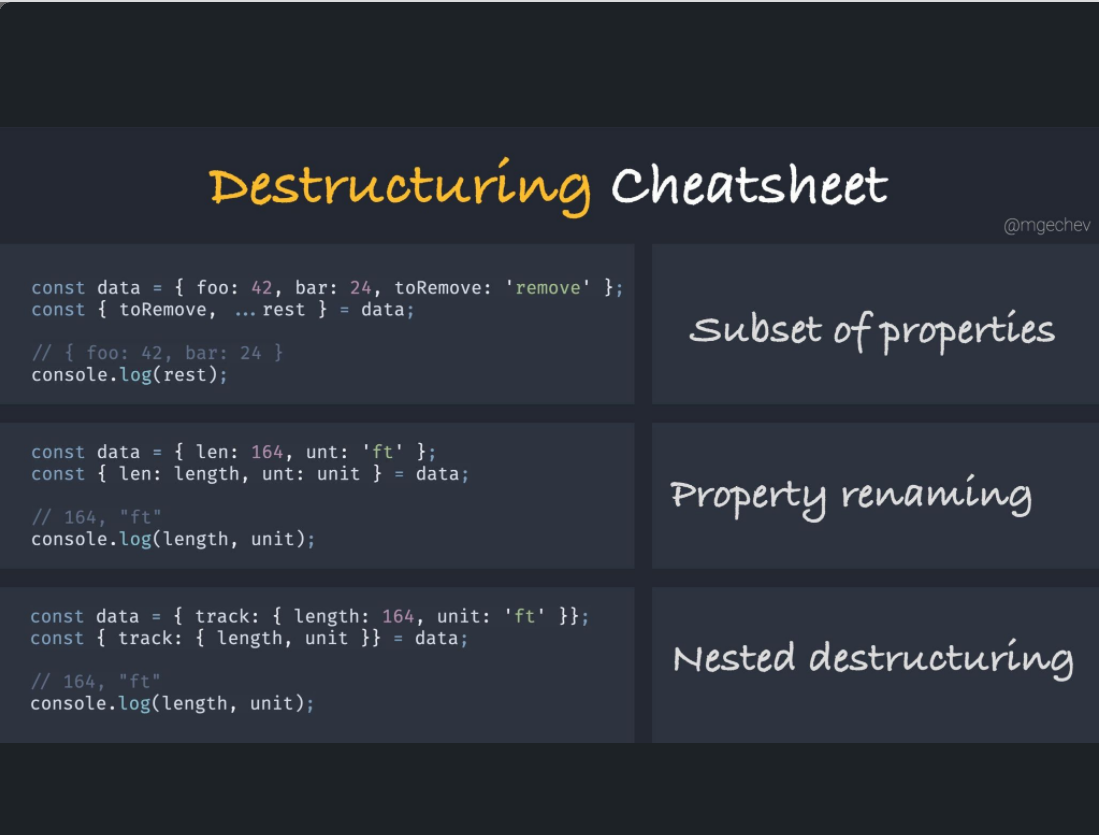 Destructuring Cheatsheet
@mgechev
const data = { foo: 42, bar: 24, toRemove: 'remove' };
const { toRemove, ...rest } = data;
// { foo: 42, bar: 24 }
console.log(rest);
Subset of properties
const data = { len: 164, unt: 'ft' };
const { len: length, unt: unit } = data;
// 164, "ft"
console.log(length, unit);
Property renaming
const data = { track: { length: 164, unit: 'ft' }};
const { track: { length, unit }} = data;
// 164, "ft"
console.log(length, unit);
Nested destructuring